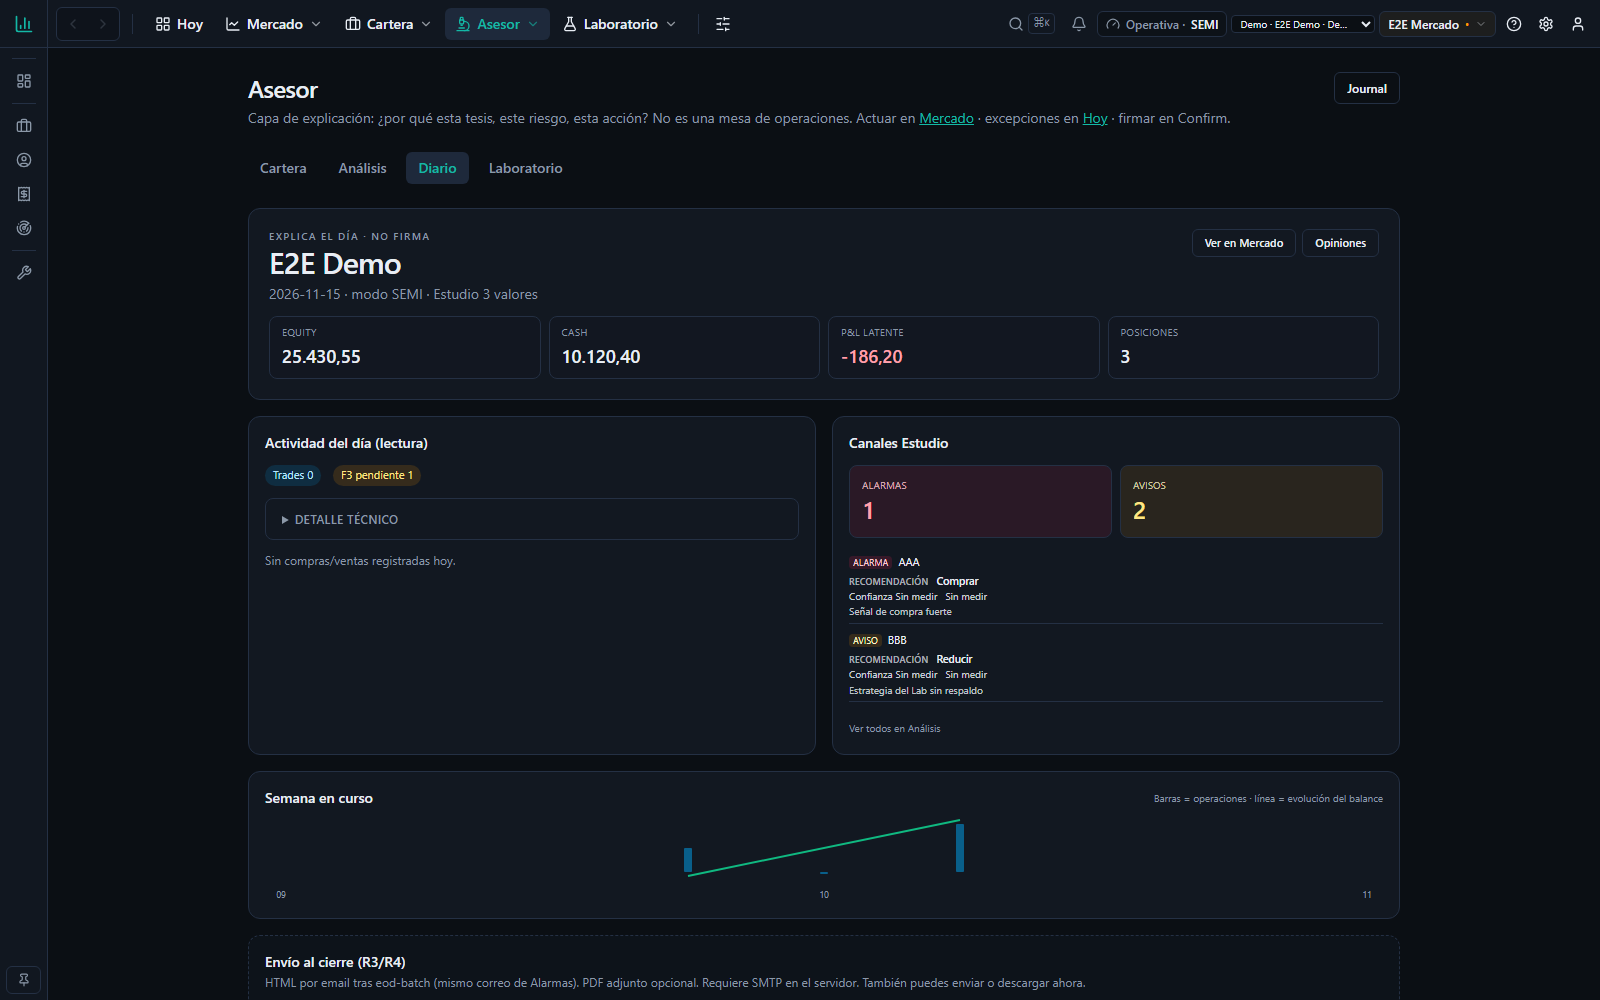 Hoy
Mercado
Cartera
Asesor
Laboratorio
⌘K
Operativa · SEMI
Demo · E2E Demo · De...
E2E Mercado
Asesor
Journal
Capa de explicación: ¿por qué esta tesis, este riesgo, esta acción? No es una mesa de operaciones. Actuar en Mercado · excepciones en Hoy · firmar en Confirm.
Cartera
Análisis
Diario
Laboratorio
EXPLICA EL DÍA · NO FIRMA
Ver en Mercado
Opiniones
E2E Demo
2026-11-15 · modo SEMI · Estudio 3 valores
EQUITY
25.430,55
CASH
10.120,40
P&L LATENTE
-186,20
POSICIONES
3
Actividad del día (lectura)
Trades 0
F3 pendiente 1
DETALLE TÉCNICO
Sin compras/ventas registradas hoy.
Canales Estudio
ALARMAS
1
AVISOS
2
ALARMA AAA
RECOMENDACIÓN Comprar
Confianza Sin medir Sin medir
Señal de compra fuerte
AVISO BBB
RECOMENDACIÓN Reducir
Confianza Sin medir Sin medir
Estrategia del Lab sin respaldo
Ver todos en Análisis
Semana en curso
Barras = operaciones · línea = evolución del balance
09
10
11
Envío al cierre (R3/R4)
HTML por email tras eod-batch (mismo correo de Alarmas). PDF adjunto opcional. Requiere SMTP en el servidor. También puedes enviar o descargar ahora.